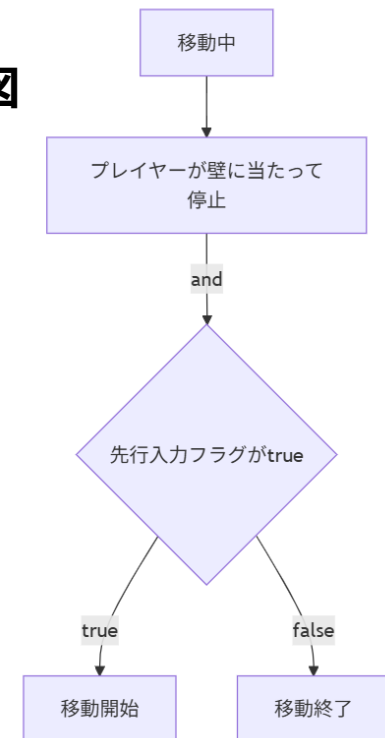 図
移動中
プレイヤーが壁に当たって
停止
and
先行入力フラグがtrue
true
false
移動開始
移動終了